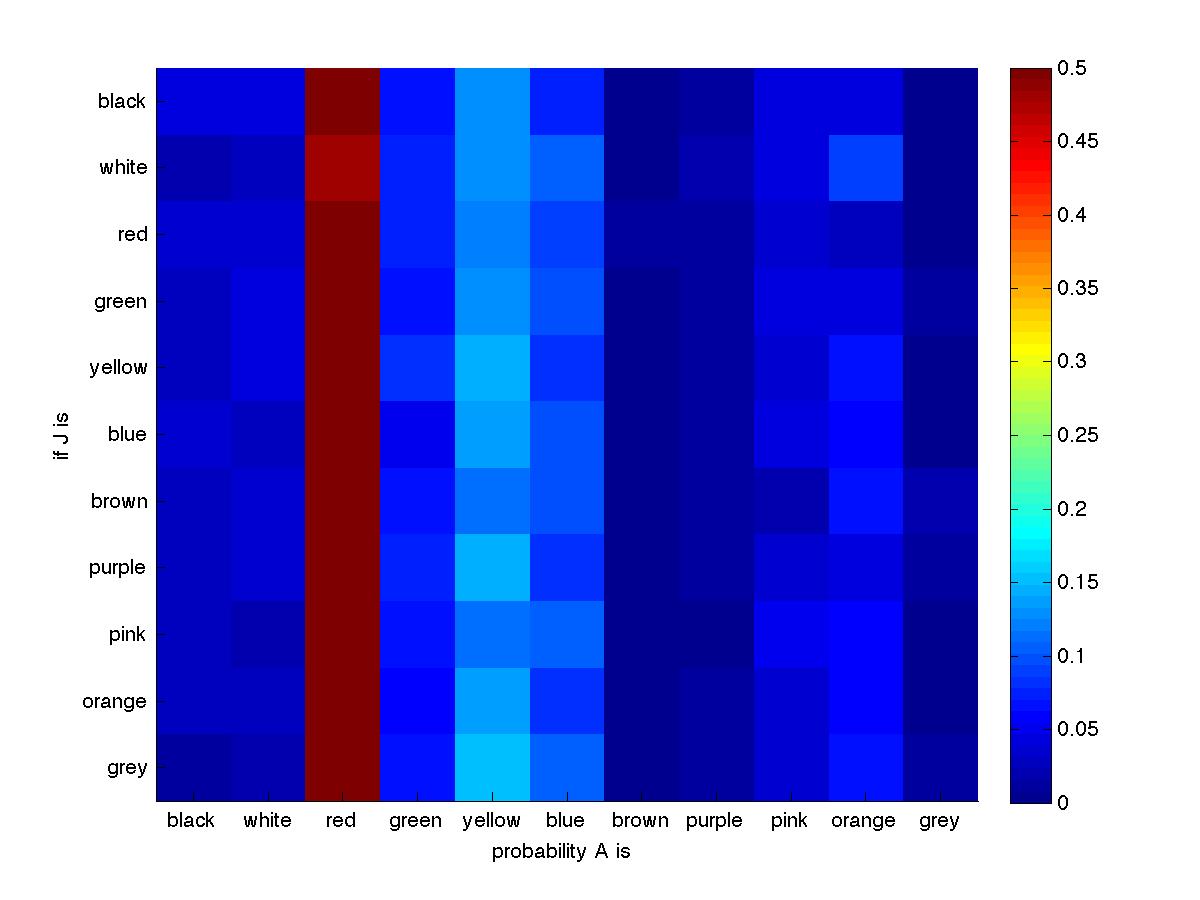 black
white
red
green
yellow
blue
brown
purple
pink
orange
grey
if J is
black white red green yellow blue brown purple pink orange grey
probability A is
0.5
0.45
0.4
0.35
0.3
0.25
0.2
0.15
0.1
0.05
0